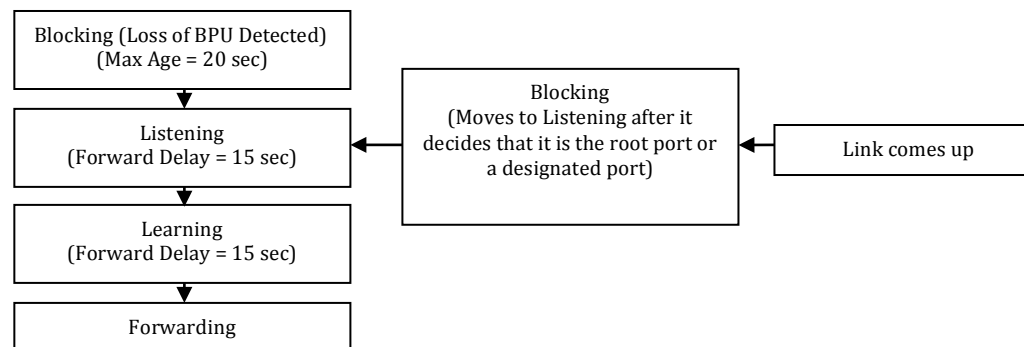 Blocking (Loss of BPU Detected)
(Max Age = 20 sec)
Listening
(Forward Delay = 15 sec)
Learning
(Forward Delay = 15 sec)
Forwarding
Blocking
(Moves to Listening after it
decides that it is the root port or
a designated port)
Link comes up